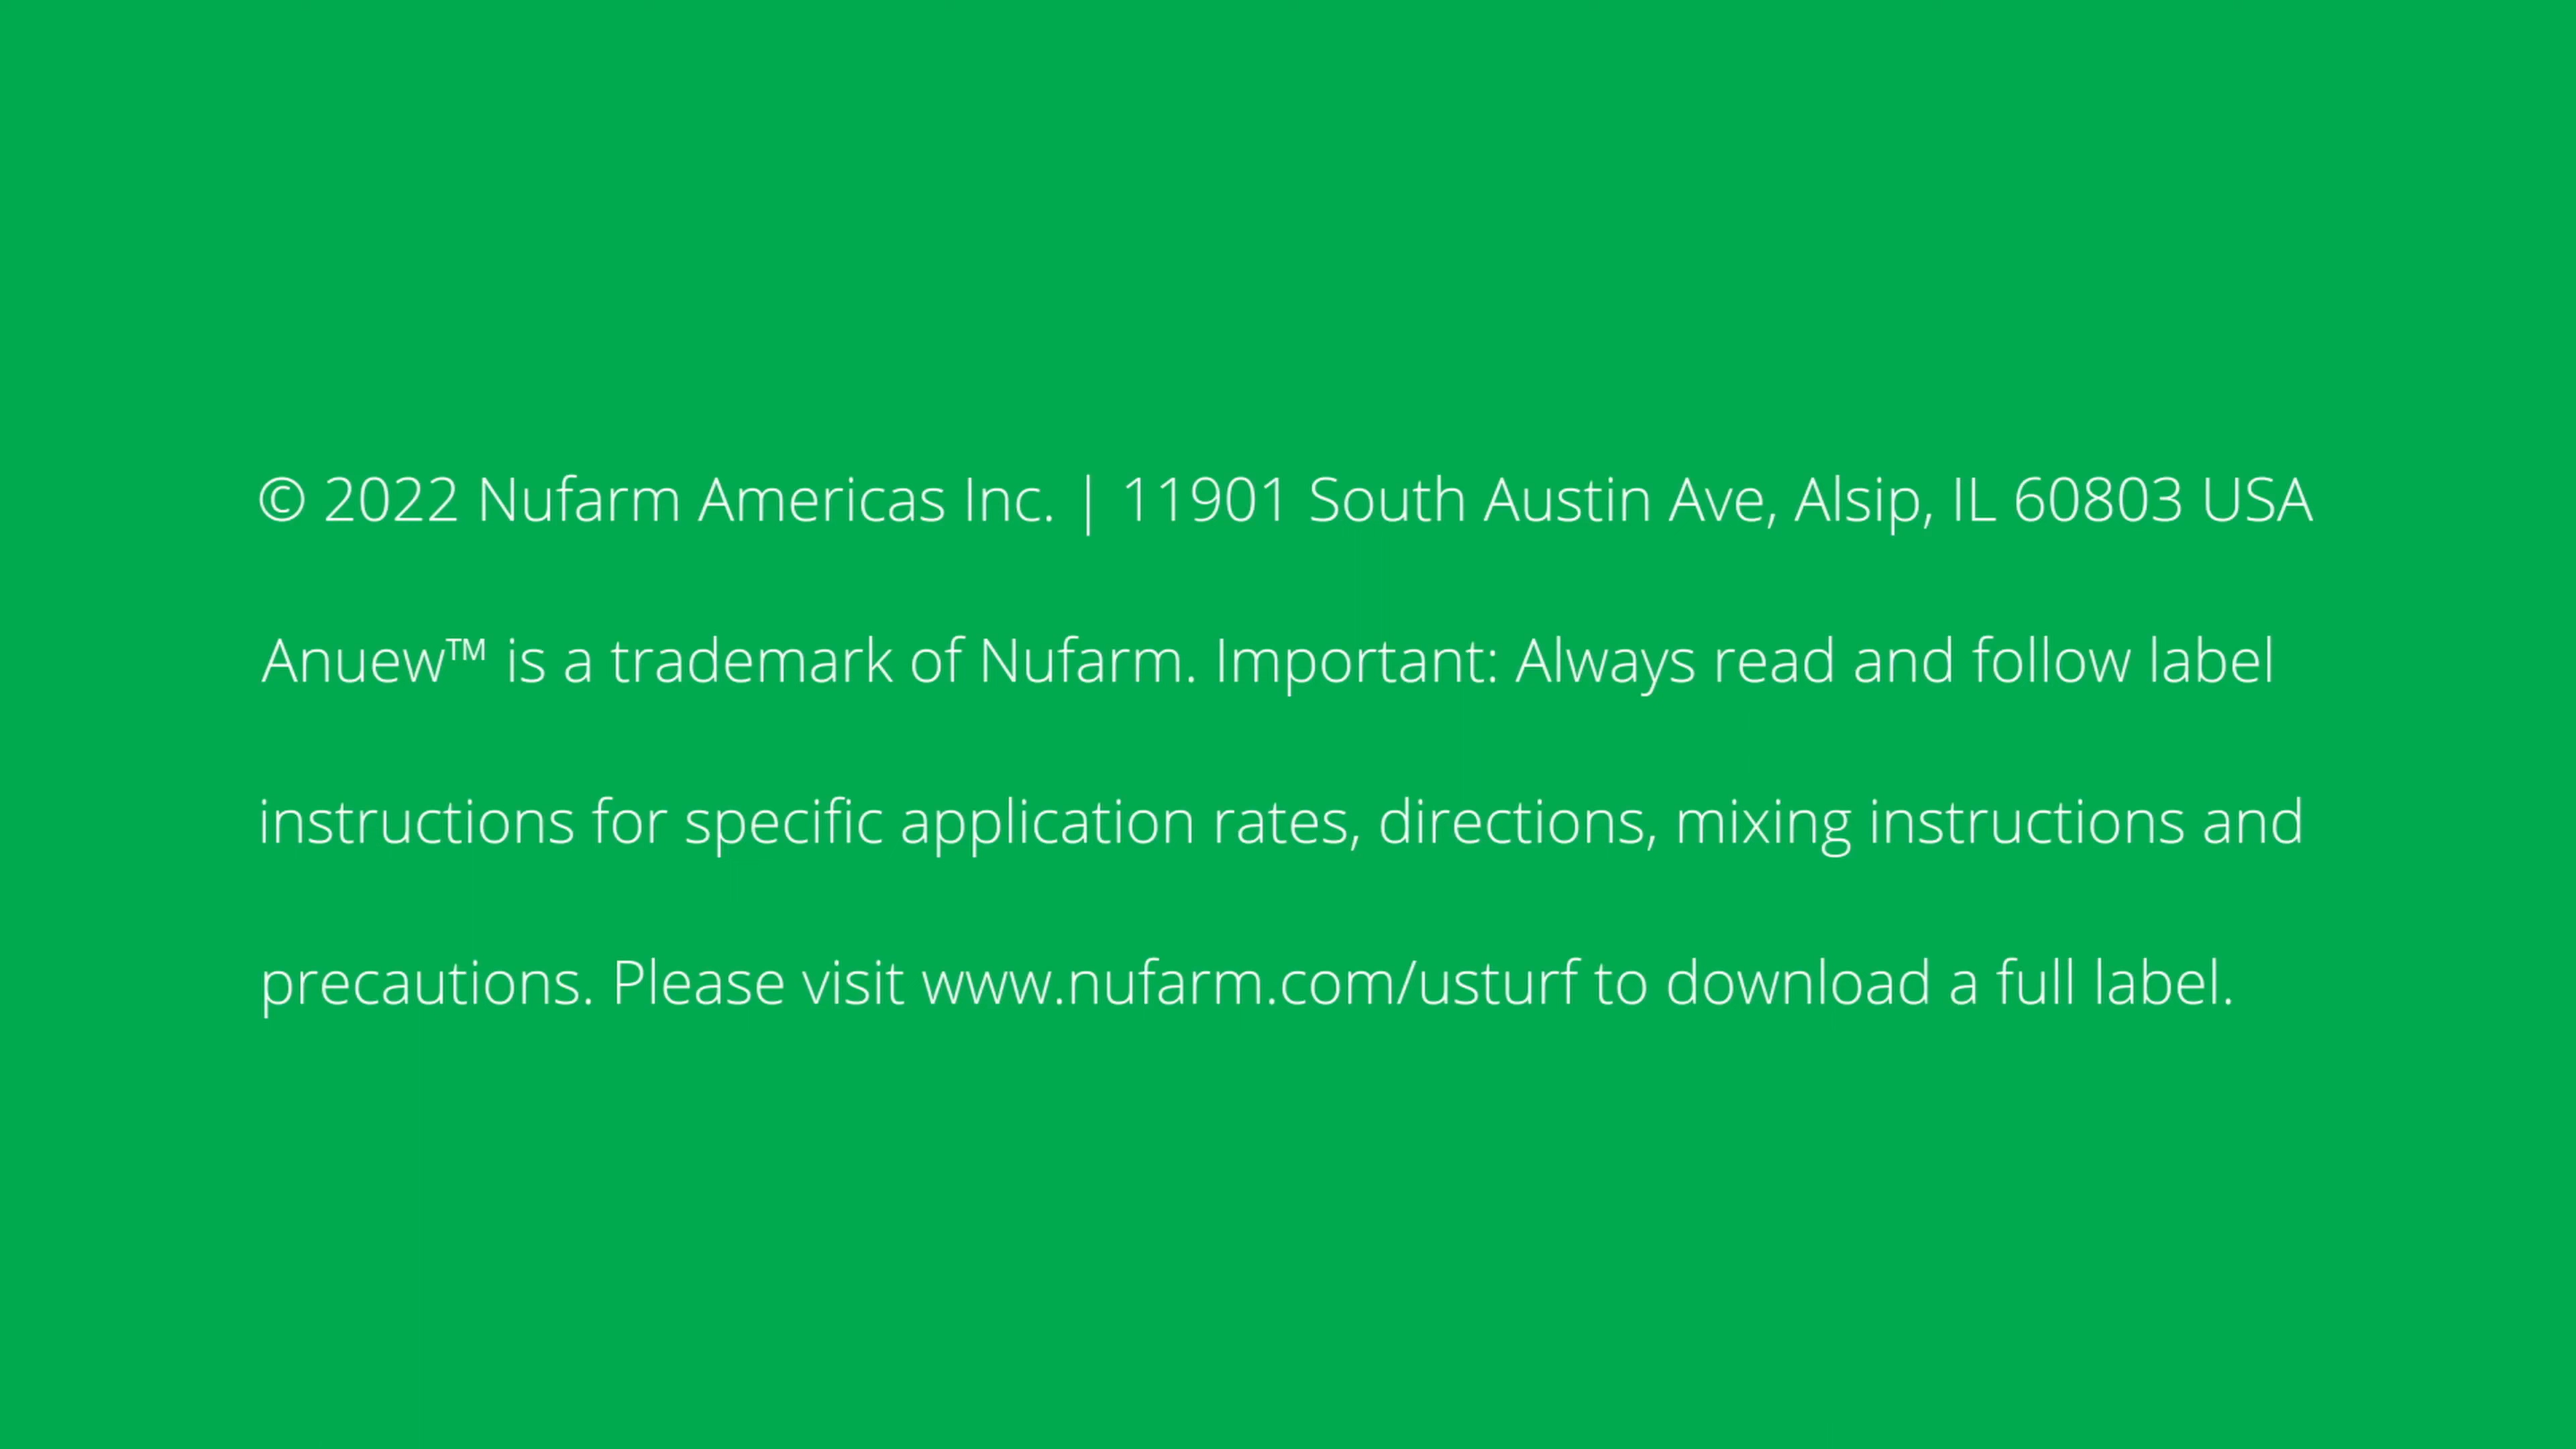 © 2022 Nufarm Americas Inc. | 11901 South Austin Ave, Alsip, IL 60803 USA
Anuew™ is a trademark of Nufarm. Important: Always read and follow label
instructions for specific application rates, directions, mixing instructions and
precautions. Please visit www.nufarm.com/usturf to download a full label.